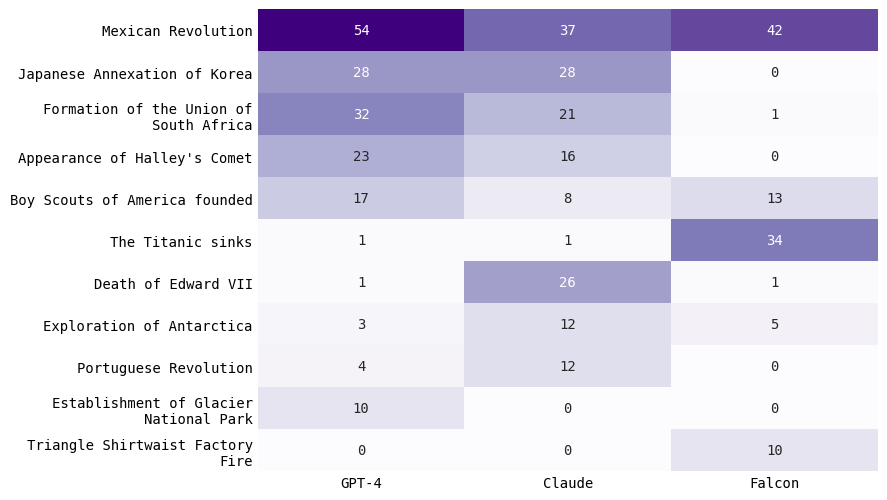 Mexican Revolution 54 37 42
Japanese Annexation of Korea 28 28 0
Formation of the Union of
South Africa 32 21 1
Appearance of Halley's Comet 23 16 0
Boy Scouts of America founded 17 8 13
The Titanic sinks 1 1 34
Death of Edward VII 1 26 1
Exploration of Antarctica 3 12 5
Portuguese Revolution 4 12 0
Establishment of Glacier
National Park 10 0 0
Triangle Shirtwaist Factory
Fire 0 0 10
GPT-4 Claude Falcon